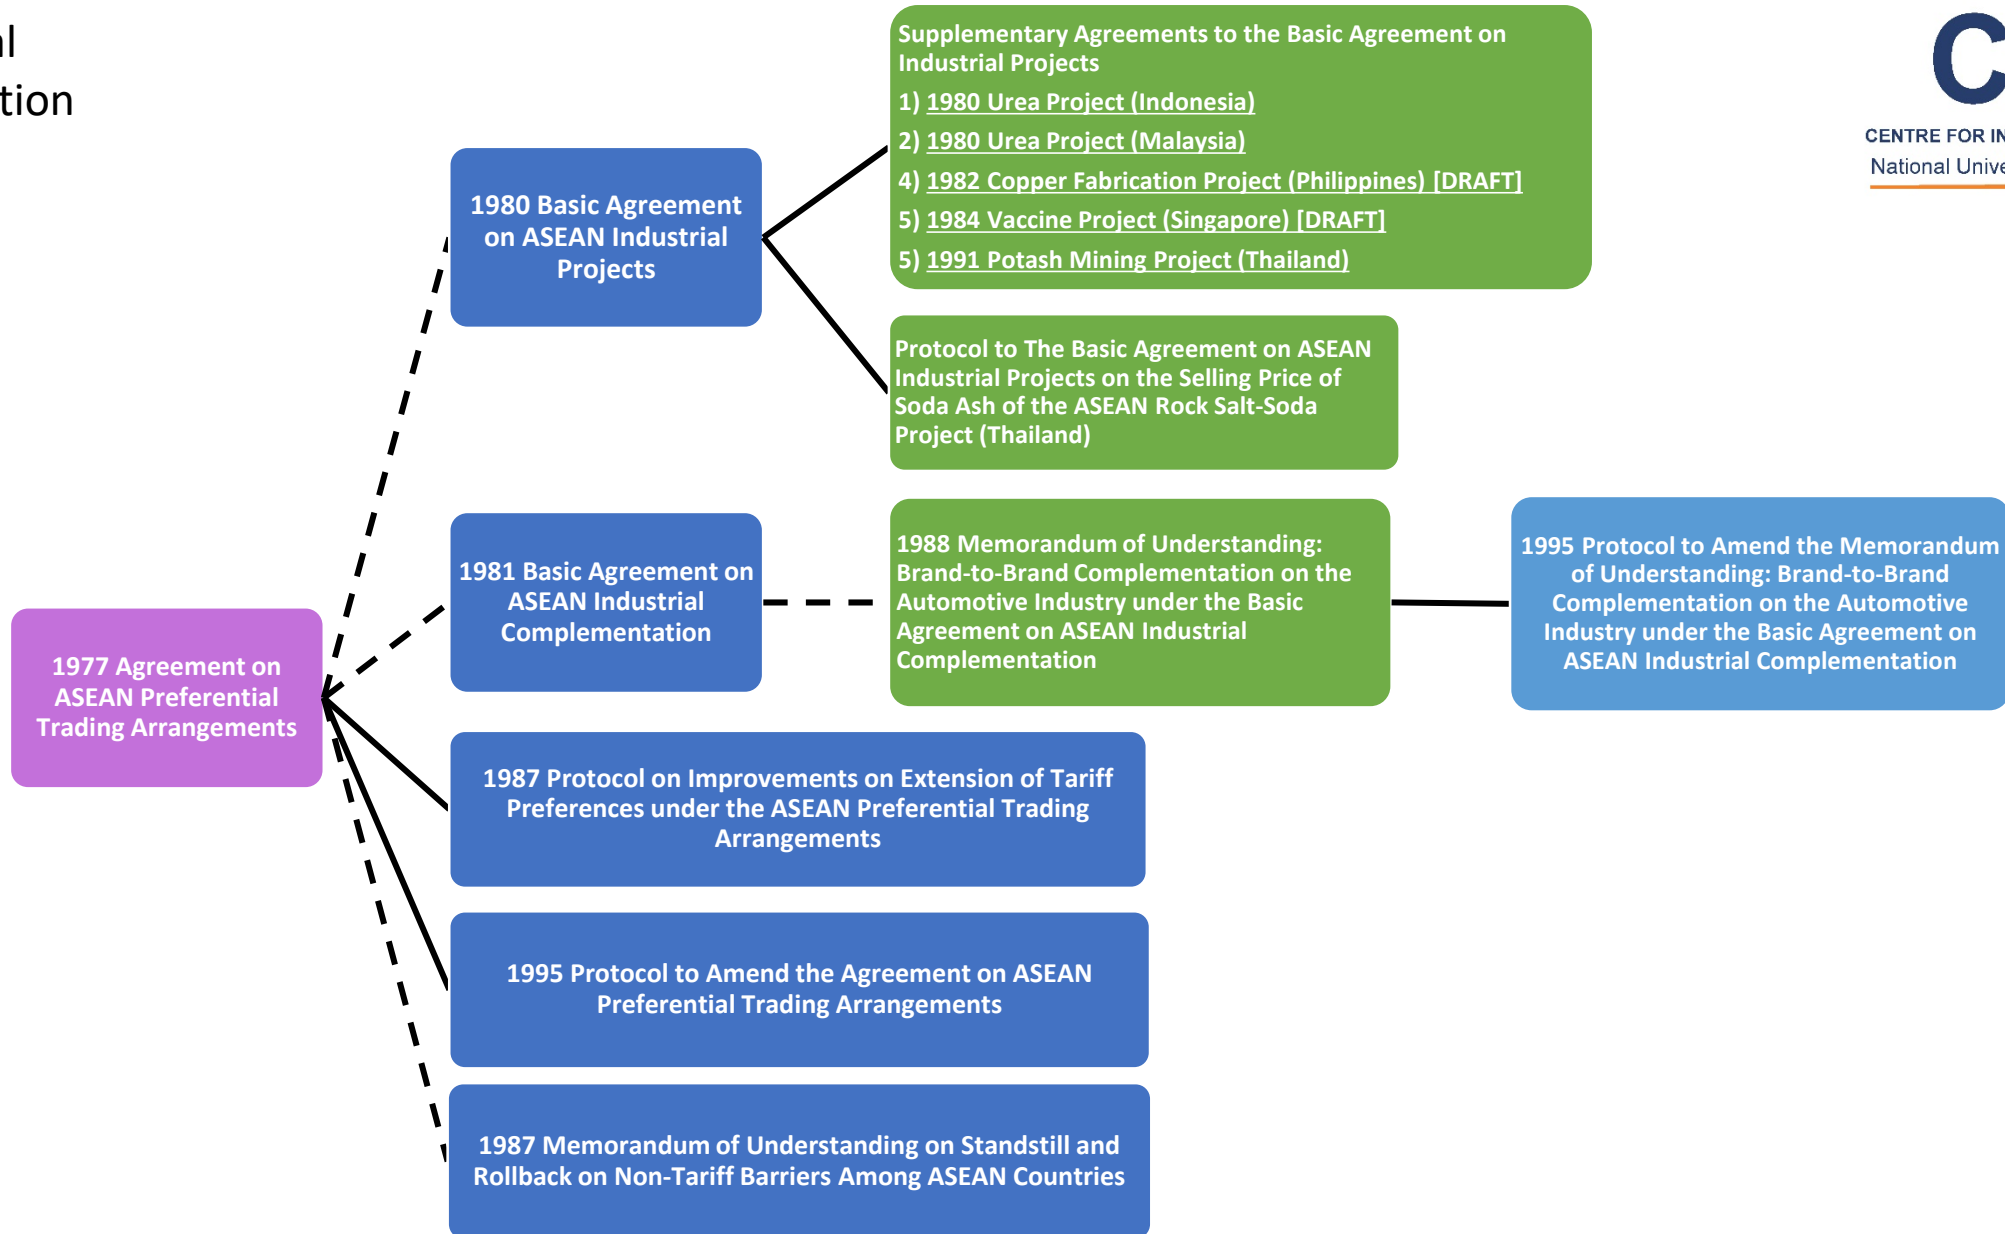 al
tion
C
CENTRE FOR IN
National Unive
Supplementary Agreements to the Basic Agreement on
Industrial Projects
1) 1980 Urea Project (Indonesia)
2) 1980 Urea Project (Malaysia)
4) 1982 Copper Fabrication Project (Philippines) [DRAFT]
5) 1984 Vaccine Project (Singapore) [DRAFT]
5) 1991 Potash Mining Project (Thailand)
1980 Basic Agreement
on ASEAN Industrial
Projects
Protocol to The Basic Agreement on ASEAN
Industrial Projects on the Selling Price of
Soda Ash of the ASEAN Rock Salt-Soda
Project (Thailand)
1981 Basic Agreement on
ASEAN Industrial
Complementation
1988 Memorandum of Understanding:
Brand-to-Brand Complementation on the
Automotive Industry under the Basic
Agreement on ASEAN Industrial
Complementation
1995 Protocol to Amend the Memorandum
of Understanding: Brand-to-Brand
Complementation on the Automotive
Industry under the Basic Agreement on
ASEAN Industrial Complementation
1977 Agreement on
ASEAN Preferential
Trading Arrangements
1987 Protocol on Improvements on Extension of Tariff
Preferences under the ASEAN Preferential Trading
Arrangements
1995 Protocol to Amend the Agreement on ASEAN
Preferential Trading Arrangements
1987 Memorandum of Understanding on Standstill and
Rollback on Non-Tariff Barriers Among ASEAN Countries